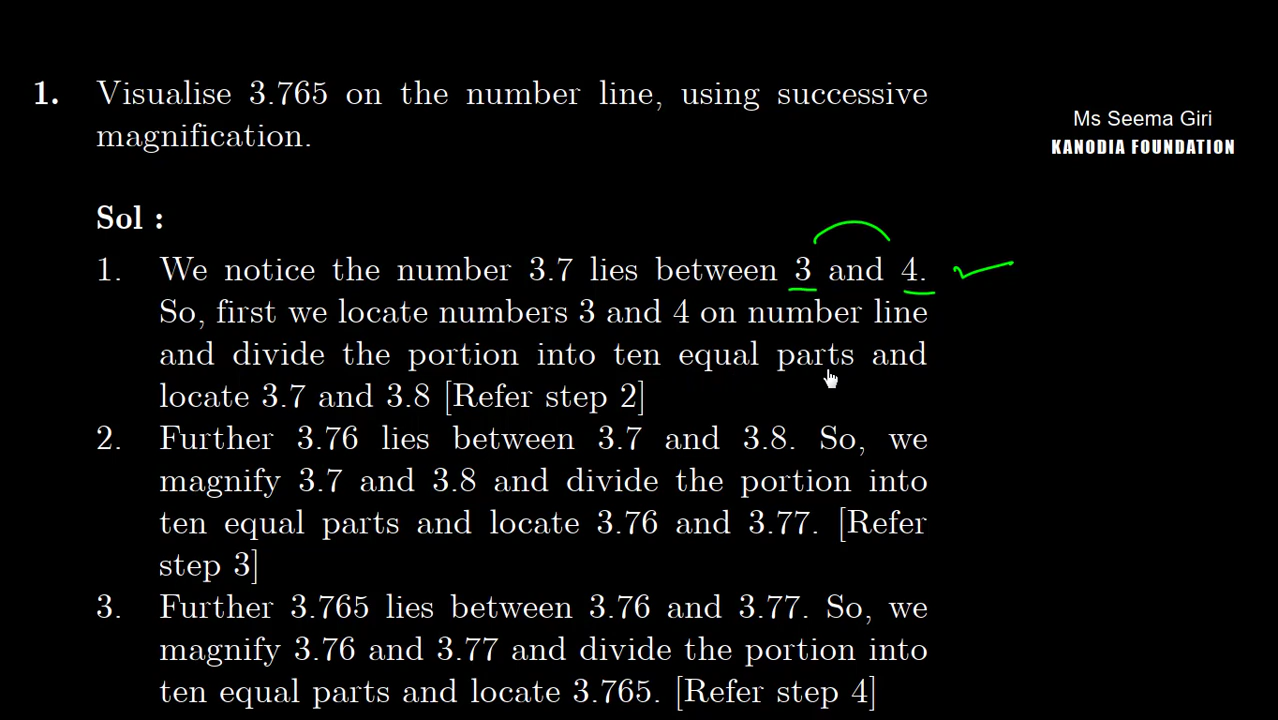 1. Visualise 3.765 on the number line, using successive
magnification.
Ms Seema Giri
KANODIA FOUNDATION
Sol :
1. We notice the number 3.7 lies between 3 and 4.
So, first we locate numbers 3 and 4 on number line
and divide the portion into ten equal parts and
locate 3.7 and 3.8 [Refer step 2]
2. Further 3.76 lies between 3.7 and 3.8. So, we
magnify 3.7 and 3.8 and divide the portion into
ten equal parts and locate 3.76 and 3.77. [Refer
step 3]
3. Further 3.765 lies between 3.76 and 3.77. So, we
magnify 3.76 and 3.77 and divide the portion into
ten equal parts and locate 3.765. [Refer step 4]